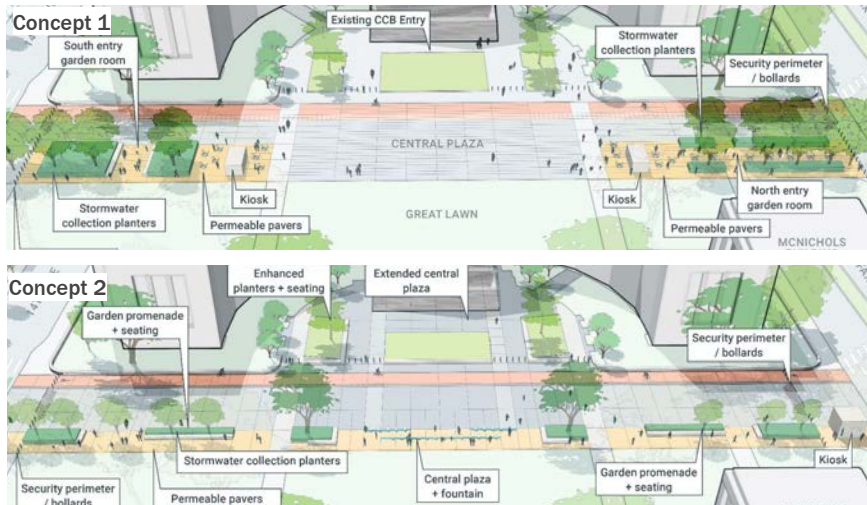 Concept 1
Existing CCB Entry
South entry
garden room
Stormwater
collection planters
Security perimeter
/ bollards
CENTRAL PLAZA
Stormwater
collection planters
Kiosk
Permeable pavers
GREAT LAWN
Kiosk
Permeable pavers
North entry
garden room
MCNICHOLS
Concept 2
Enhanced
planters + seating
Extended central
plaza
Garden promenade
+ seating
Security perimeter
/ bollards
Stormwater collection planters
Security perimeter
/ bollards
Permeable pavers
Central plaza
+ fountain
Garden promenade
+ seating
Kiosk